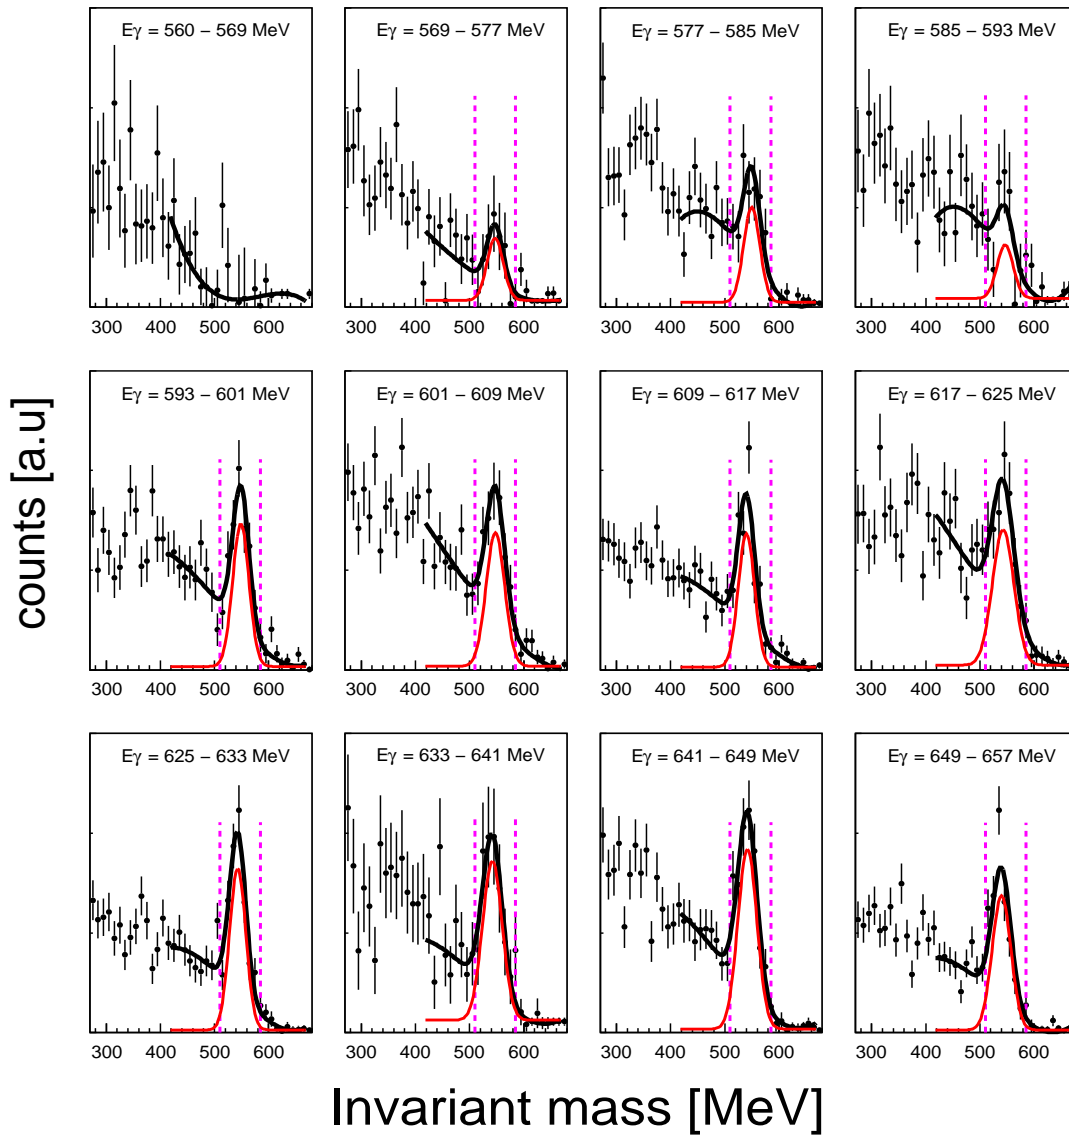 Eγ = 560 – 569 MeV
Eγ = 569 – 577 MeV
Eγ = 577 – 585 MeV
Eγ = 585 – 593 MeV
300 400 500 600
300 400 500 600
300 400 500 600
300 400 500 600
counts [a.u]
Eγ = 593 – 601 MeV
Eγ = 601 – 609 MeV
Eγ = 609 – 617 MeV
Eγ = 617 – 625 MeV
300 400 500 600
300 400 500 600
300 400 500 600
300 400 500 600
Eγ = 625 – 633 MeV
Eγ = 633 – 641 MeV
Eγ = 641 – 649 MeV
Eγ = 649 – 657 MeV
300 400 500 600
300 400 500 600
300 400 500 600
300 400 500 600
Invariant mass [MeV]